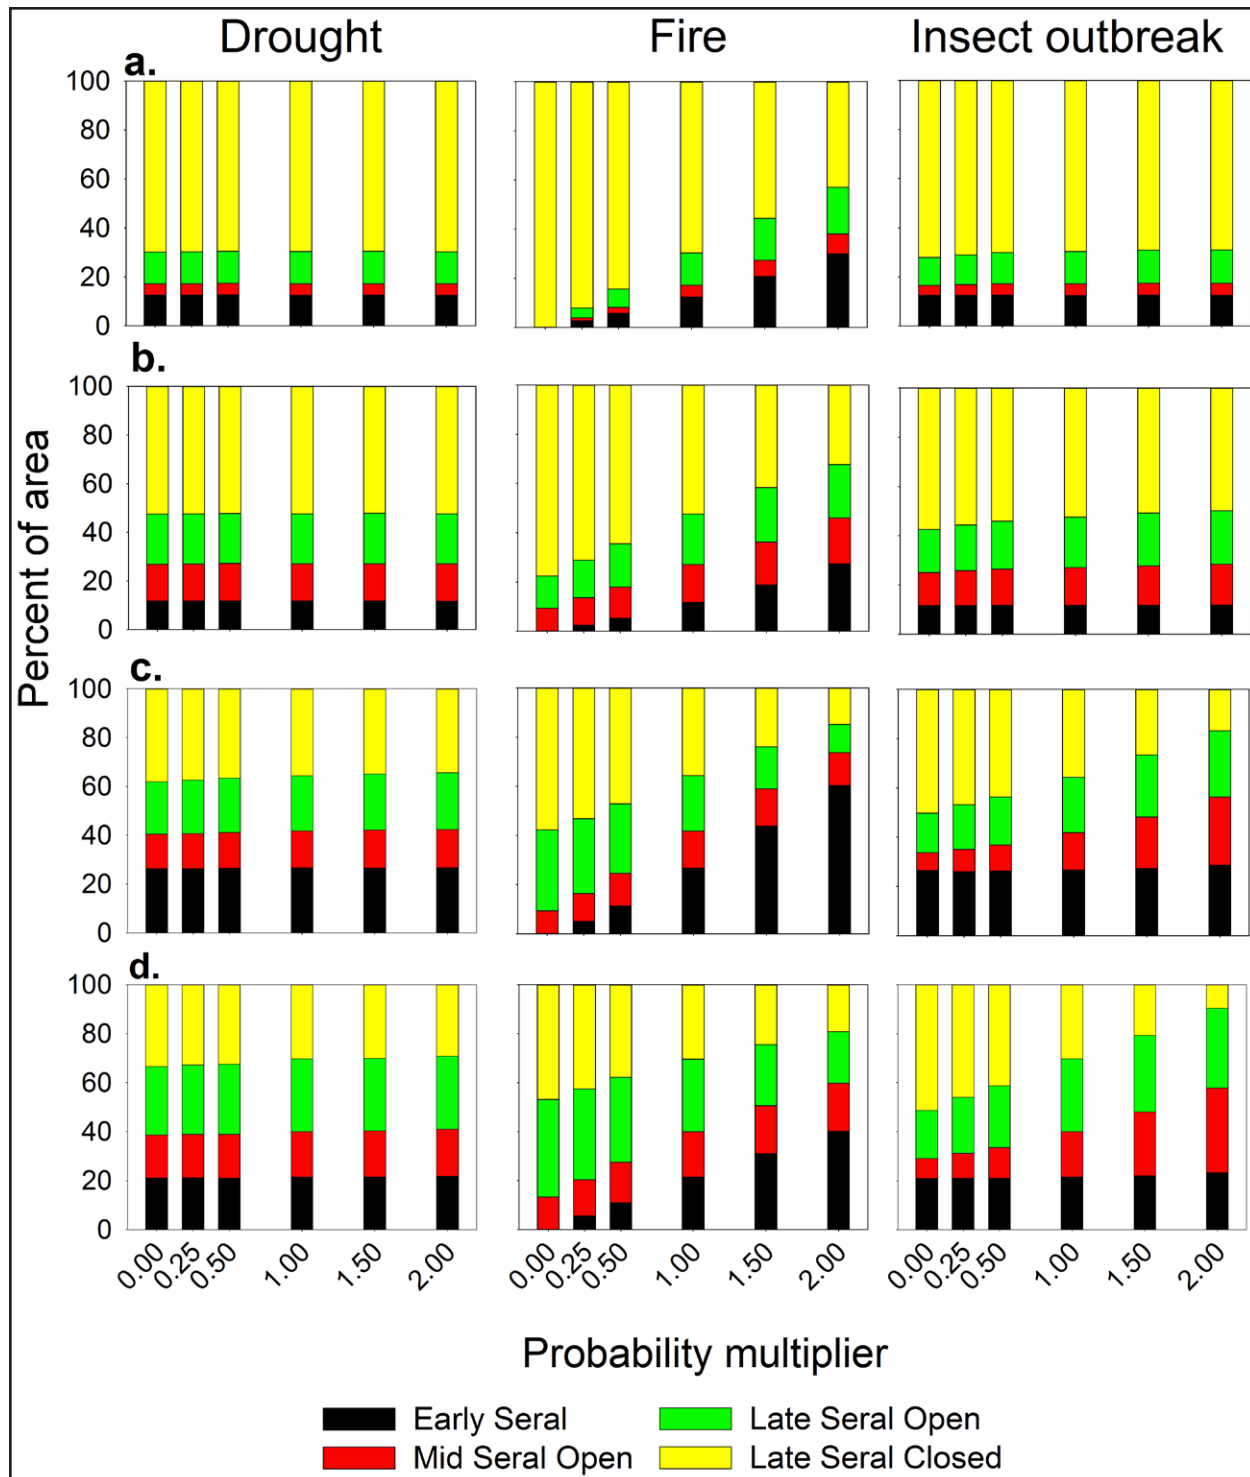 Drought Fire Insect outbreak
a.
100
80
60
40
20
0
b.
100
80
60
40
20
0
c.
100
80
60
40
20
0
d.
100
80
60
40
20
0
Percent of area
0.00 0.25 0.50 1.00 1.50 2.00 0.00 0.25 0.50 1.00 1.50 2.00 0.00 0.25 0.50 1.00 1.50 2.00
Probability multiplier
Early Seral Late Seral Open
Mid Seral Open Late Seral Closed